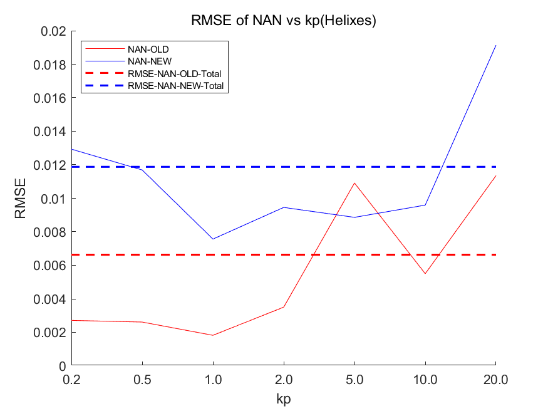 RMSE of NAN vs kp(Helixes)
NAN-OLD
NAN-NEW
RMSE-NAN-OLD-Total
RMSE-NAN-NEW-Total
0.02
0.018
0.016
0.014
0.012
0.01
0.008
0.006
0.004
0.002
0
RMSE
0.2 0.5 1.0 2.0 5.0 10.0 20.0
kp